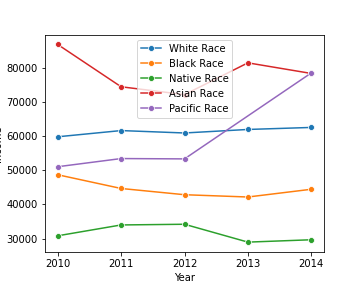 White Race
Black Race
Native Race
Asian Race
Pacific Race
80000
70000
60000
50000
40000
30000
2010
2011
2012
2013
2014
Year